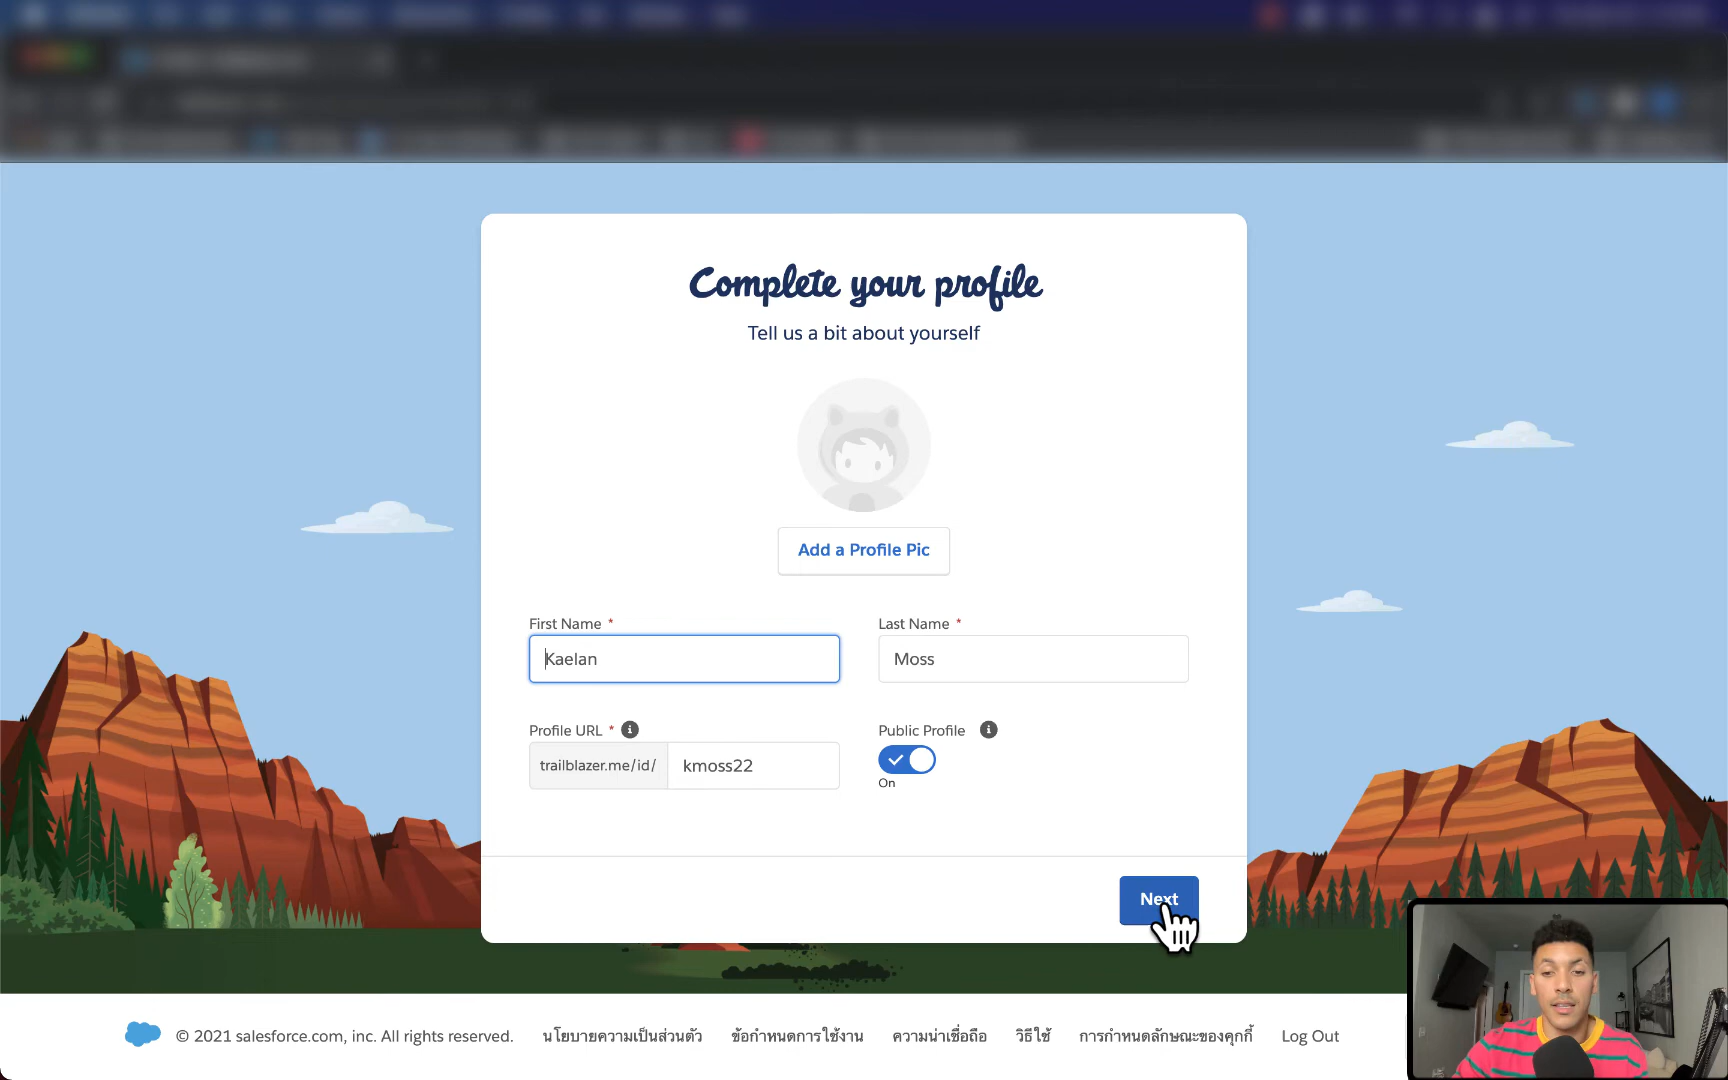 Complete your profile
Tell us a bit about yourself
Add a Profile Pic
First Name *
Last Name *
Kaelan
Moss
Profile URL *
Public Profile
trailblazer.me/id/
kmoss22
On
Next
© 2021 salesforce.com, inc. All rights reserved.
นโยบายความเป็นส่วนตัว
ข้อกำหนดการใช้งาน
ความน่าเชื่อถือ
วิธีใช้
การกำหนดลักษณะของคุกกี้
Log Out